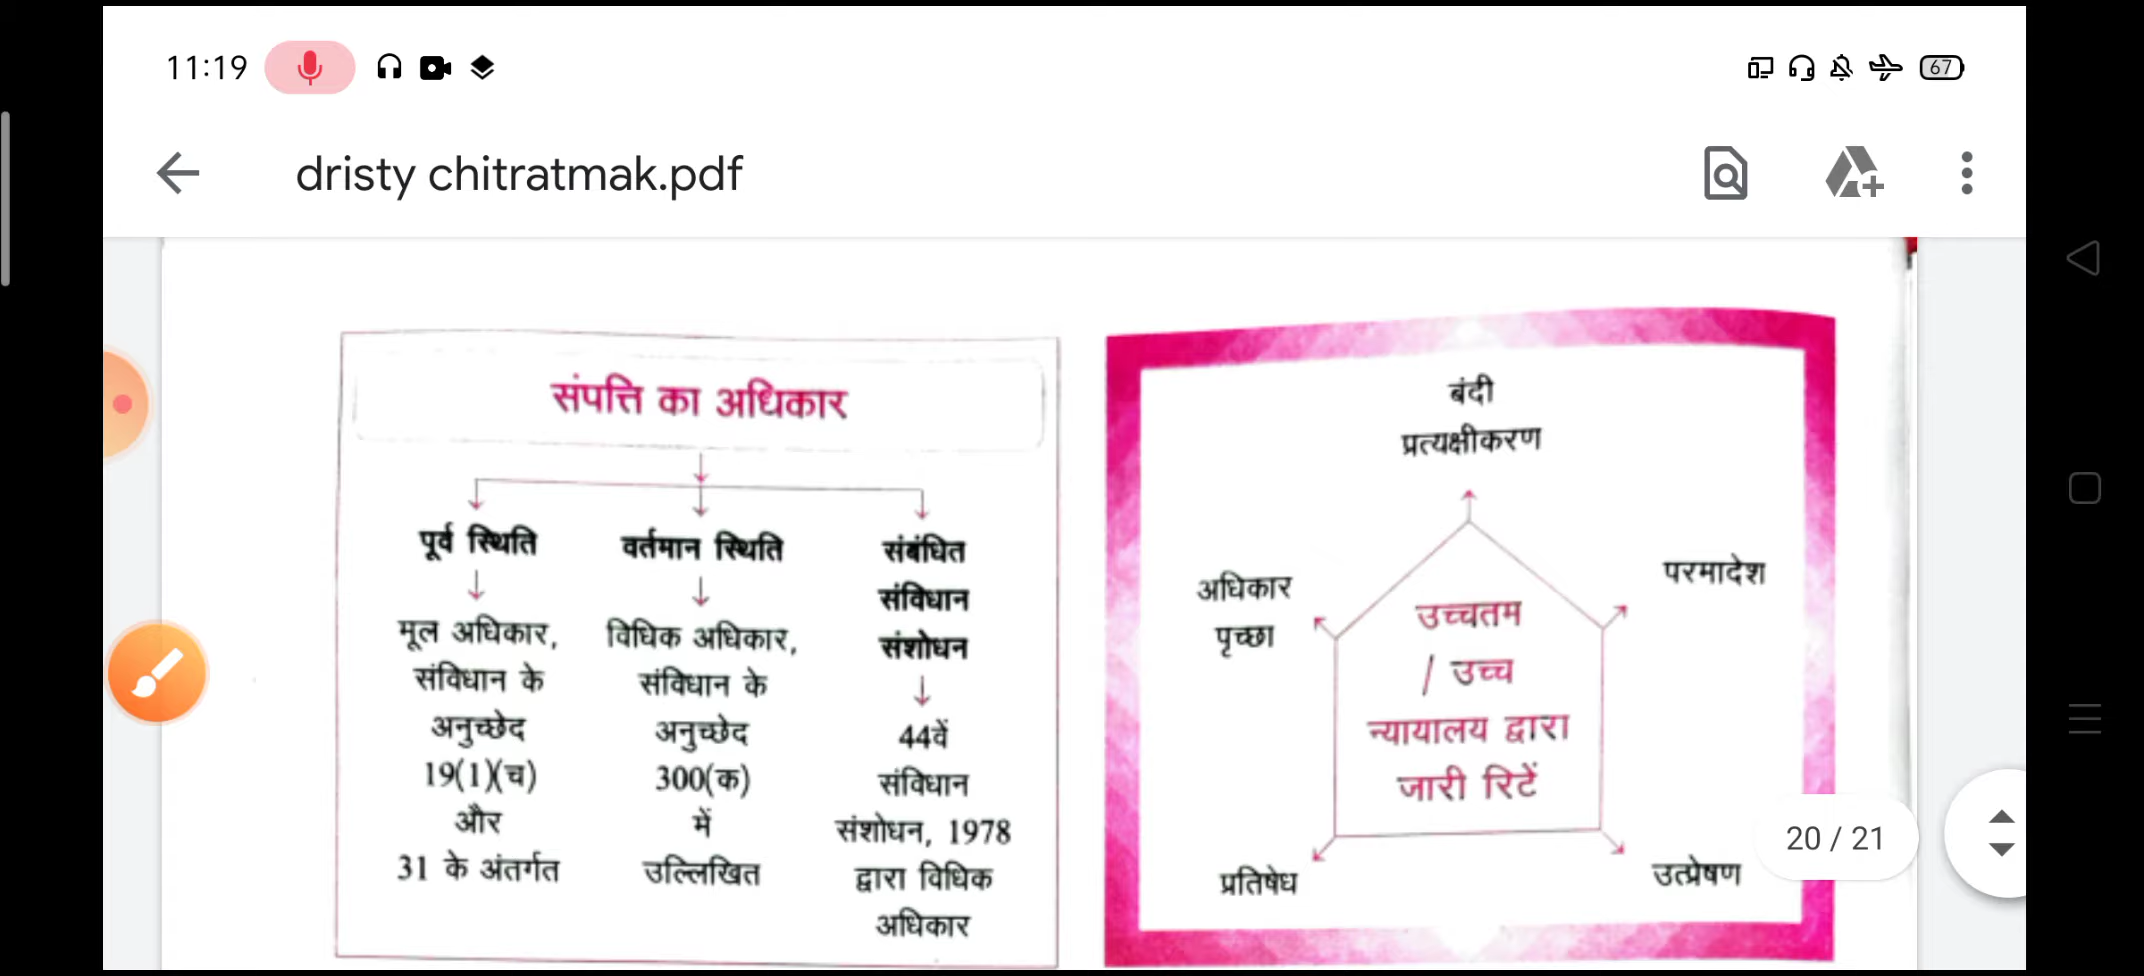 11:19
67
dristy chitratmak.pdf
संपत्ति का अधिकार
पूर्व स्थिति
मूल अधिकार,
संविधान के
अनुच्छेद
19(1)(च)
और
31 के अंतर्गत
वर्तमान स्थिति
विधिक अधिकार,
संविधान के
अनुच्छेद
300(क)
में
उल्लिखित
संबंधित
संविधान
संशोधन
44वें
संविधान
संशोधन, 1978
द्वारा विधिक
अधिकार
बंदी
प्रत्यक्षीकरण
अधिकार
पृच्छा
परमादेश
उच्चतम
/ उच्च
न्यायालय द्वारा
जारी रिटें
प्रतिषेध
उत्प्रेषण
20 / 21